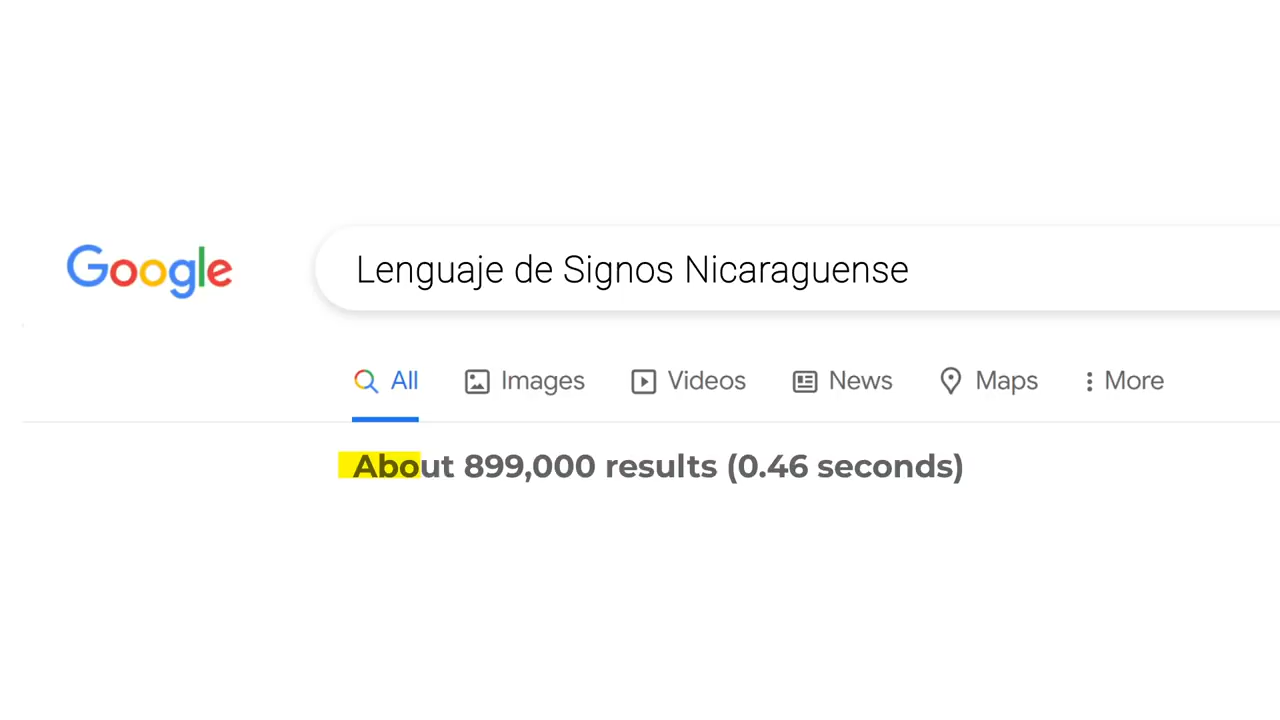 Google Lenguaje de Signos Nicaraguense
All Images Videos News Maps More
About 899,000 results (0.46 seconds)